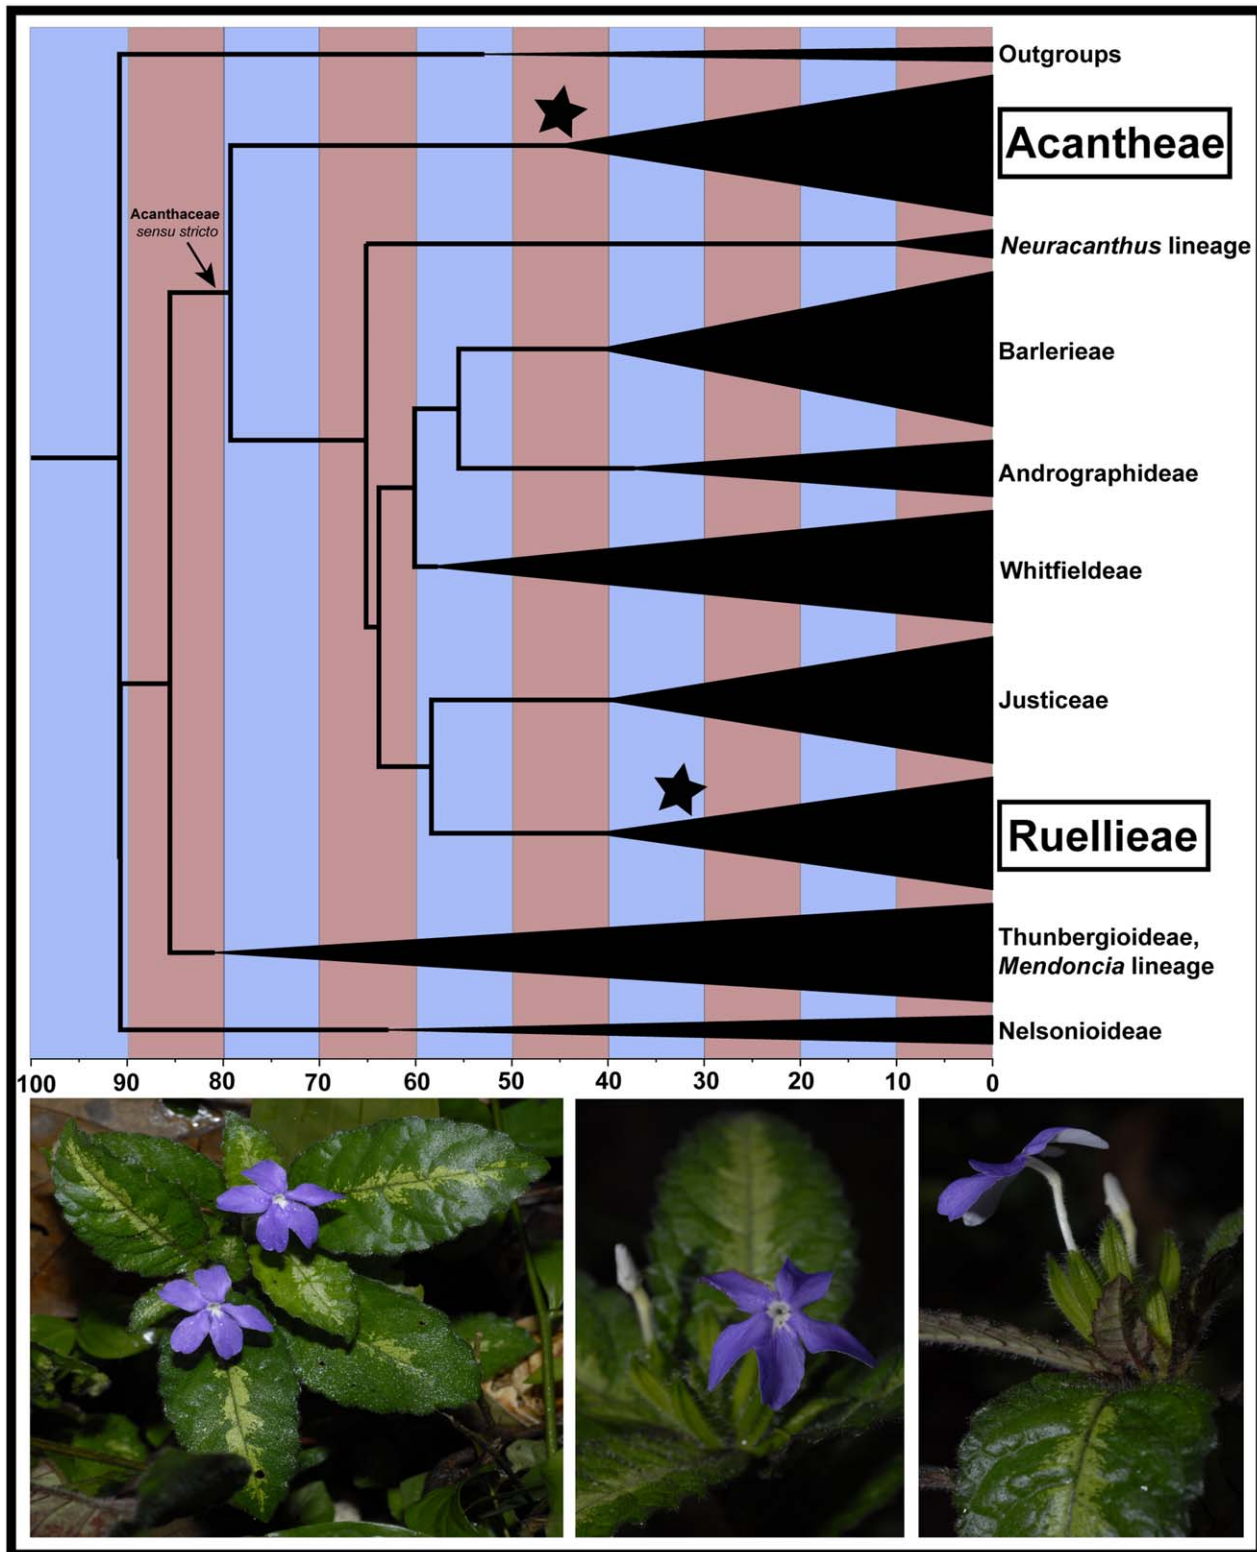 Outgroups
Acantheae
Acanthaceae
sensu stricto
Neuracanthus lineage
Barlerieae
Andrographideae
Whitfieldeae
Justiceae
Ruellieae
Thunbergioideae,
Mendoncia lineage
Nelsonioideae
100 90 80 70 60 50 40 30 20 10 0